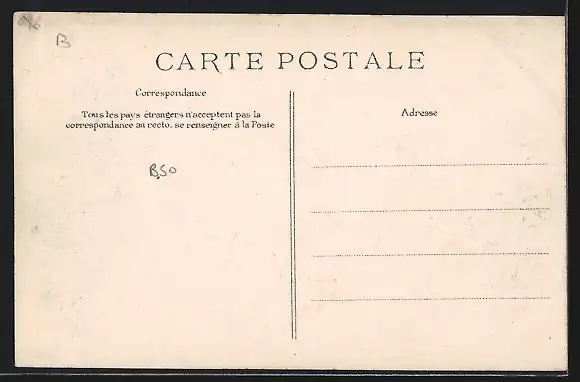 B
CARTE POSTALE
Correspondance
Tous les pays étrangers n'acceptent pas la
correspondance au recto, se renseigner à la Poste
B50
Adresse